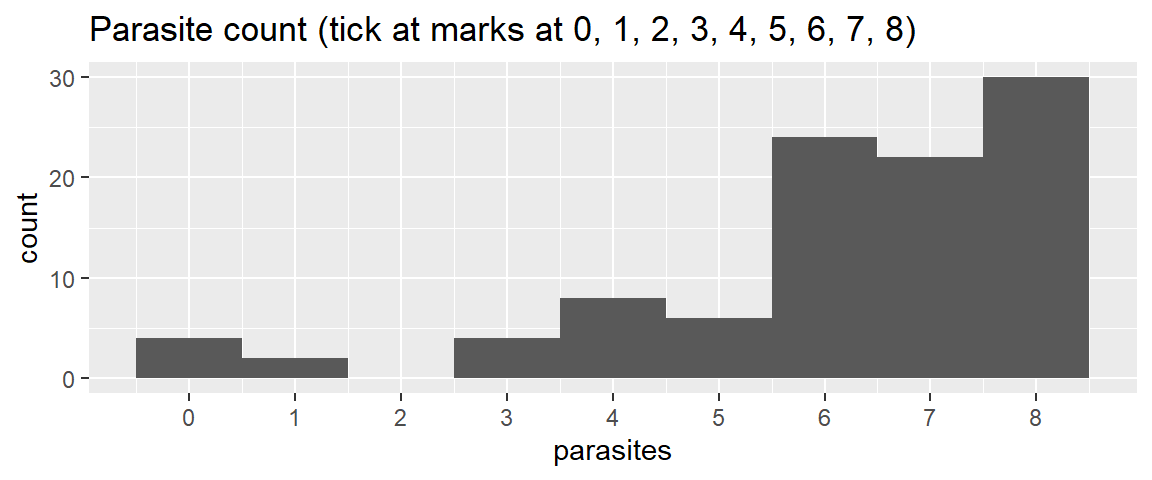 Parasite count (tick at marks at 0, 1, 2, 3, 4, 5, 6, 7, 8)
30
20
10
0
count
0 1 2 3 4 5 6 7 8
parasites